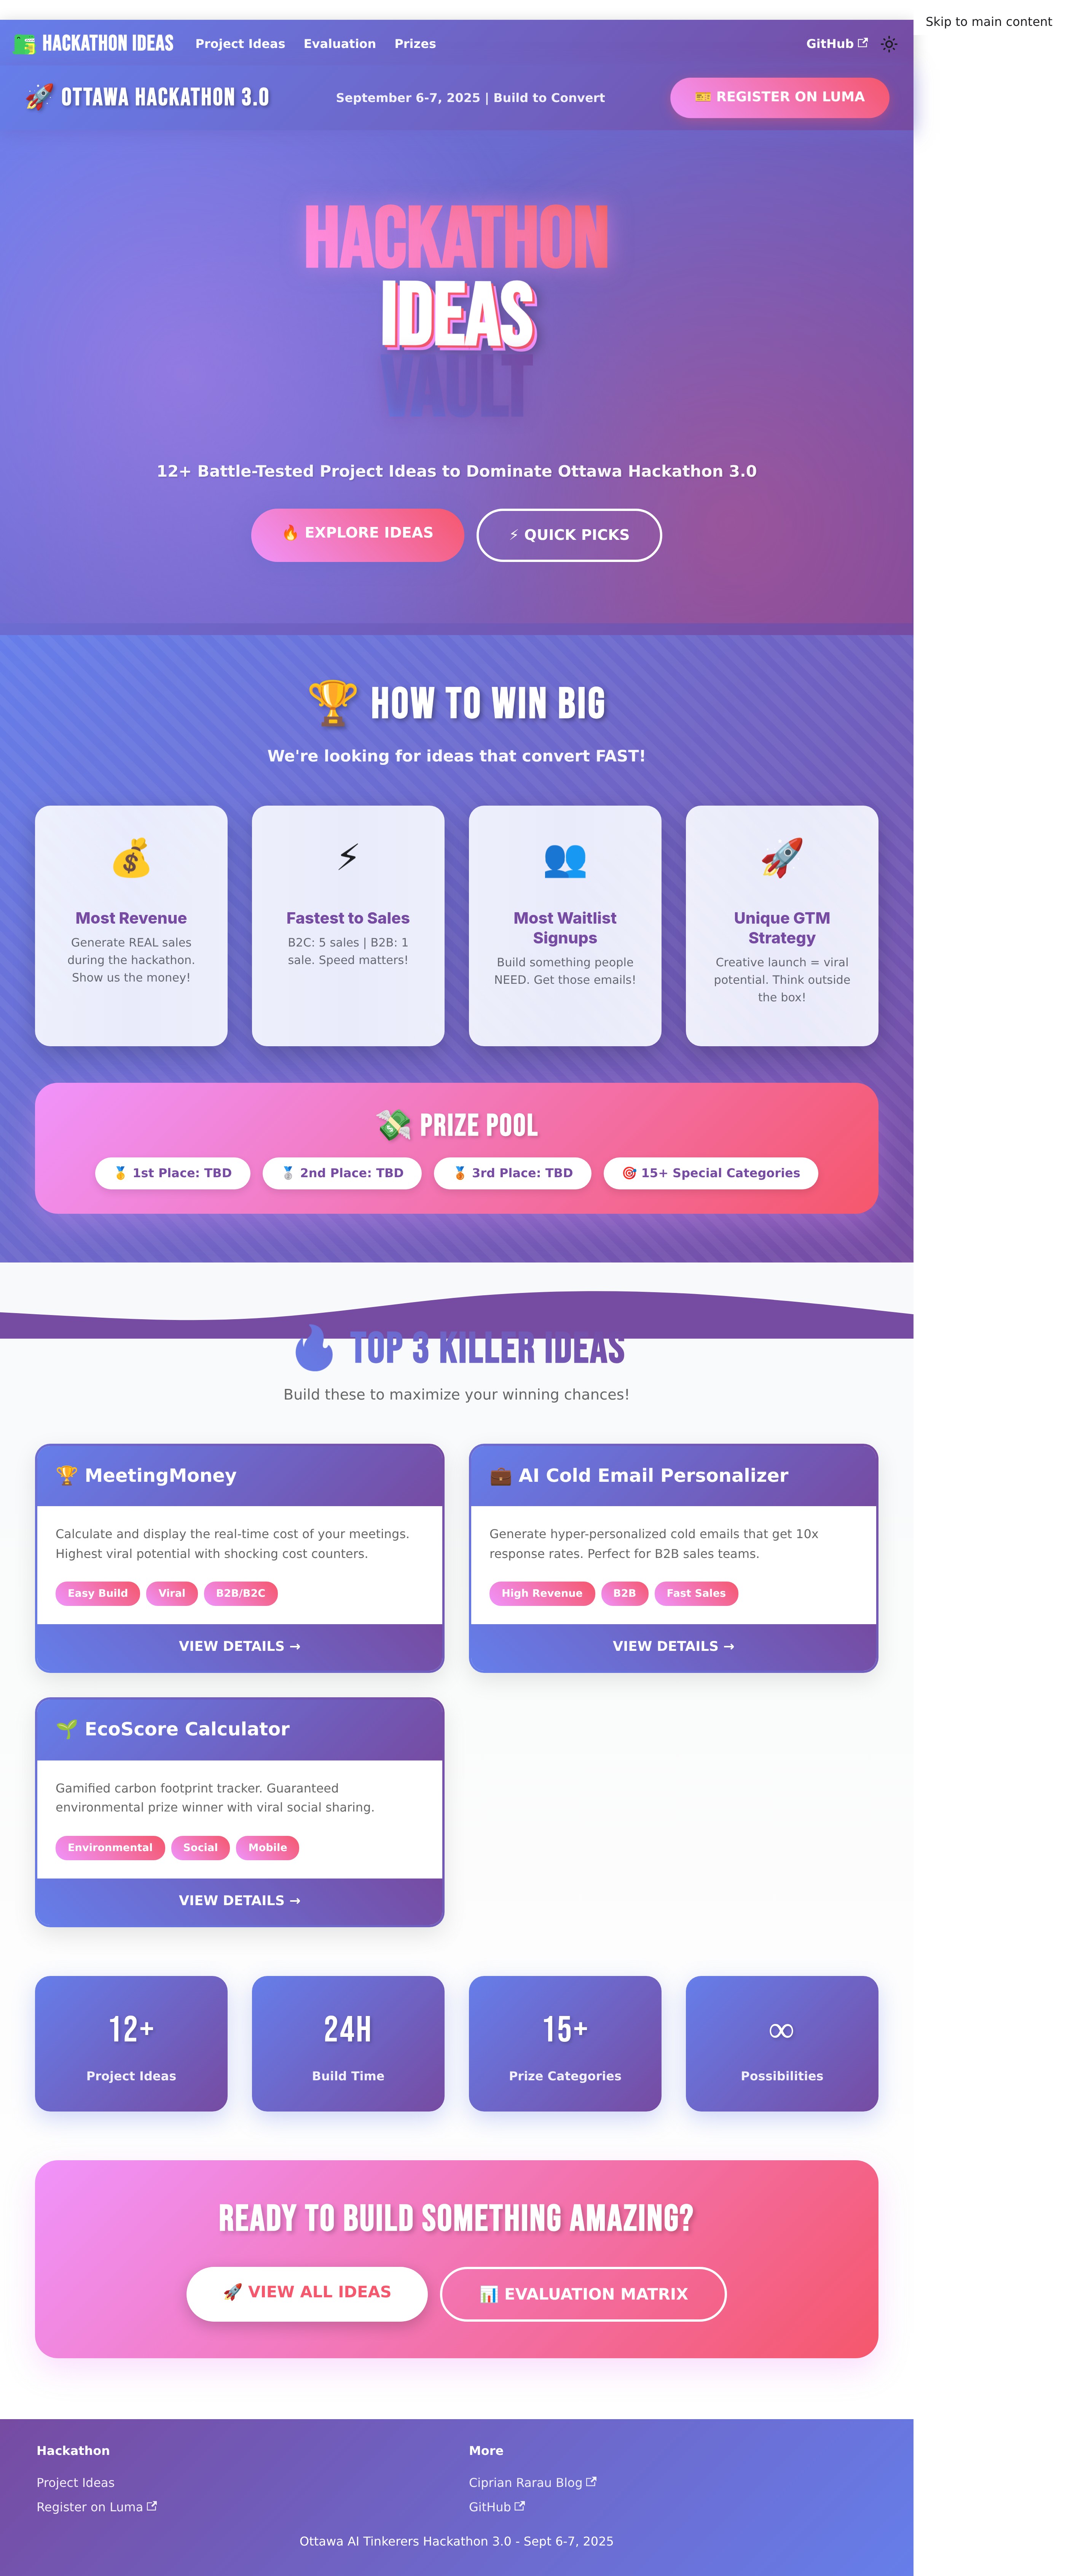 Skip to main content
📑 HACKATHON IDEAS
Project Ideas
Evaluation
Prizes
GitHub
🚀 OTTAWA HACKATHON 3.0
September 6-7, 2025 | Build to Convert
🎫 REGISTER ON LUMA
HACKATHON
IDEAS
VAULT
12+ Battle-Tested Project Ideas to Dominate Ottawa Hackathon 3.0
🔥 EXPLORE IDEAS
⚡ QUICK PICKS
🏆 HOW TO WIN BIG
We're looking for ideas that convert FAST!
💰
Most Revenue
Generate REAL sales
during the hackathon.
Show us the money!
⚡
Fastest to Sales
B2C: 5 sales | B2B: 1
sale. Speed matters!
👥
Most Waitlist
Signups
Build something people
NEED. Get those emails!
🚀
Unique GTM
Strategy
Creative launch = viral
potential. Think outside
the box!
💸 PRIZE POOL
🥇 1st Place: TBD
🥈 2nd Place: TBD
🥉 3rd Place: TBD
🎯 15+ Special Categories
🔥 TOP 3 KILLER IDEAS
Build these to maximize your winning chances!
🏆 MeetingMoney
Calculate and display the real-time cost of your meetings.
Highest viral potential with shocking cost counters.
Easy Build
Viral
B2B/B2C
VIEW DETAILS →
💼 AI Cold Email Personalizer
Generate hyper-personalized cold emails that get 10x
response rates. Perfect for B2B sales teams.
High Revenue
B2B
Fast Sales
VIEW DETAILS →
🌱 EcoScore Calculator
Gamified carbon footprint tracker. Guaranteed
environmental prize winner with viral social sharing.
Environmental
Social
Mobile
VIEW DETAILS →
12+
Project Ideas
24H
Build Time
15+
Prize Categories
∞
Possibilities
READY TO BUILD SOMETHING AMAZING?
🚀 VIEW ALL IDEAS
📊 EVALUATION MATRIX
Hackathon
Project Ideas
Register on Luma
More
Ciprian Rarau Blog
GitHub
Ottawa AI Tinkerers Hackathon 3.0 - Sept 6-7, 2025